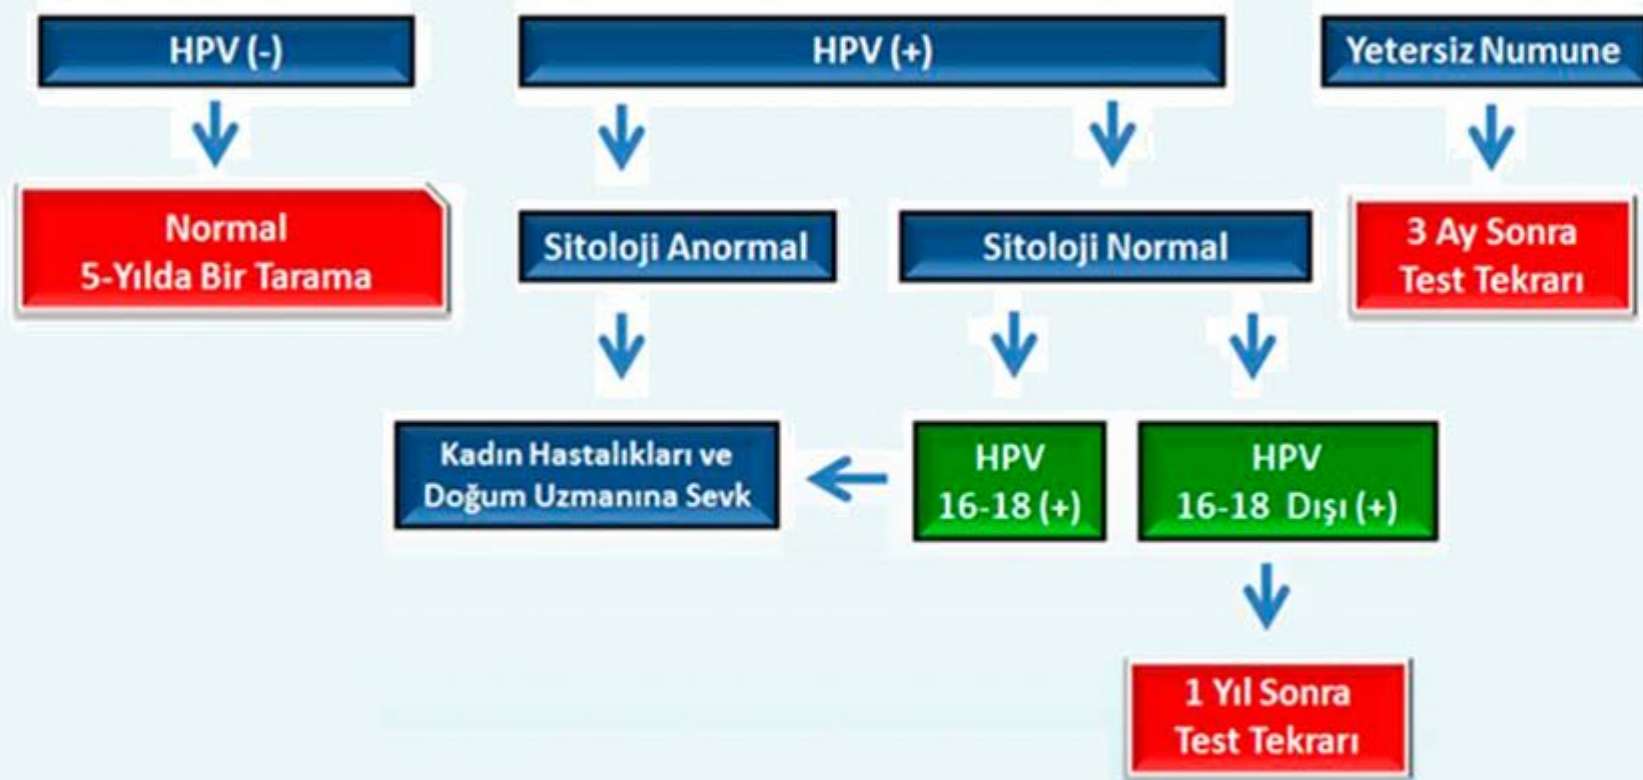 HPV (-)
HPV (+)
Yetersiz Numune
Normal
5-Yılda Bir Tarama
Sitoloji Anormal
Sitoloji Normal
3 Ay Sonra
Test Tekrarı
Kadın Hastalıkları ve
Doğum Uzmanına Sevk
HPV
16-18 (+)
HPV
16-18 Dışı (+)
1 Yıl Sonra
Test Tekrarı